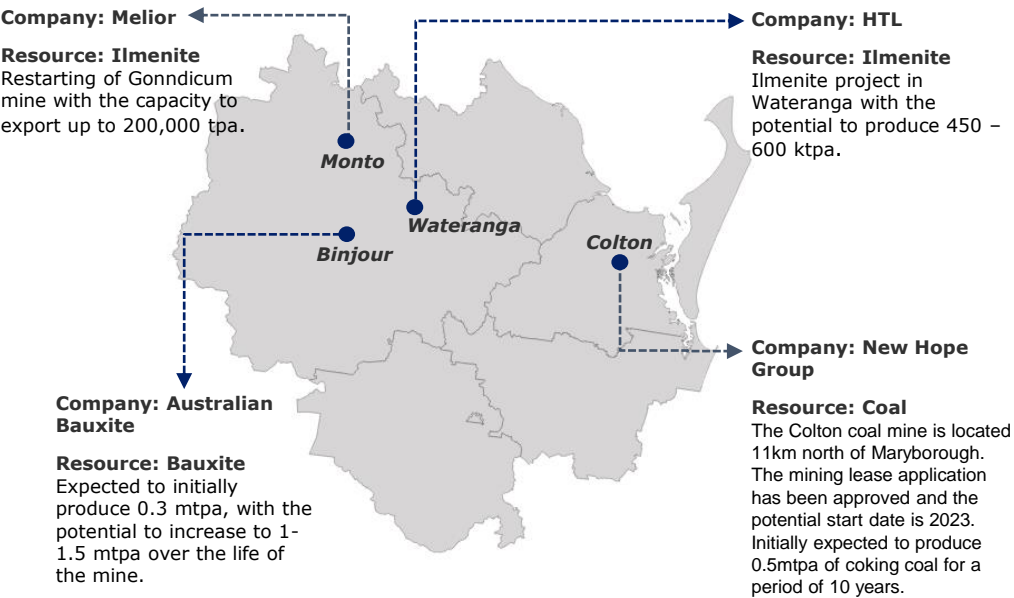 Company: Melior
Resource: Ilmenite
Restarting of Gonndicum
mine with the capacity to
export up to 200,000 tpa.
Company: HTL
Resource: Ilmenite
Ilmenite project in
Wateranga with the
potential to produce 450 –
600 ktpa.
Monto
Wateranga
Binjour
Colton
Company: Australian
Bauxite
Resource: Bauxite
Expected to initially
produce 0.3 mtpa, with the
potential to increase to 1-
1.5 mtpa over the life of
the mine.
Company: New Hope
Group
Resource: Coal
The Colton coal mine is located
11km north of Maryborough.
The mining lease application
has been approved and the
potential start date is 2023.
Initially expected to produce
0.5mtpa of coking coal for a
period of 10 years.